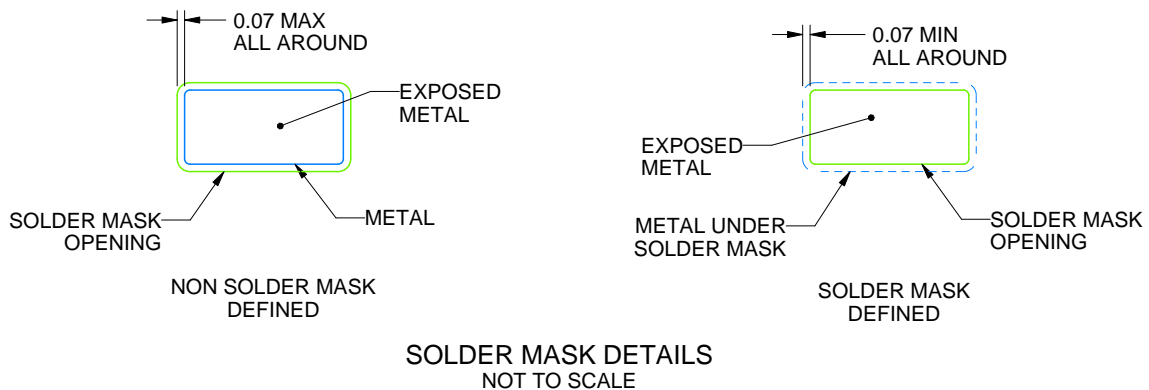 0.07 MAX
ALL AROUND
EXPOSED
METAL
SOLDER MASK
OPENING
METAL
NON SOLDER MASK
DEFINED
0.07 MIN
ALL AROUND
EXPOSED
METAL
METAL UNDER
SOLDER MASK
SOLDER MASK
OPENING
SOLDER MASK
DEFINED
SOLDER MASK DETAILS
NOT TO SCALE